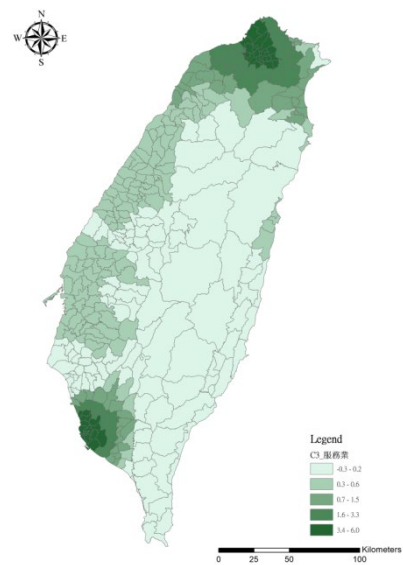 N
W E
S
Legend
C3_服務業
-0.3 - 0.2
0.3 - 0.6
0.7 - 1.5
1.6 - 3.3
3.4 - 6.0
Kilometers
0 25 50 100